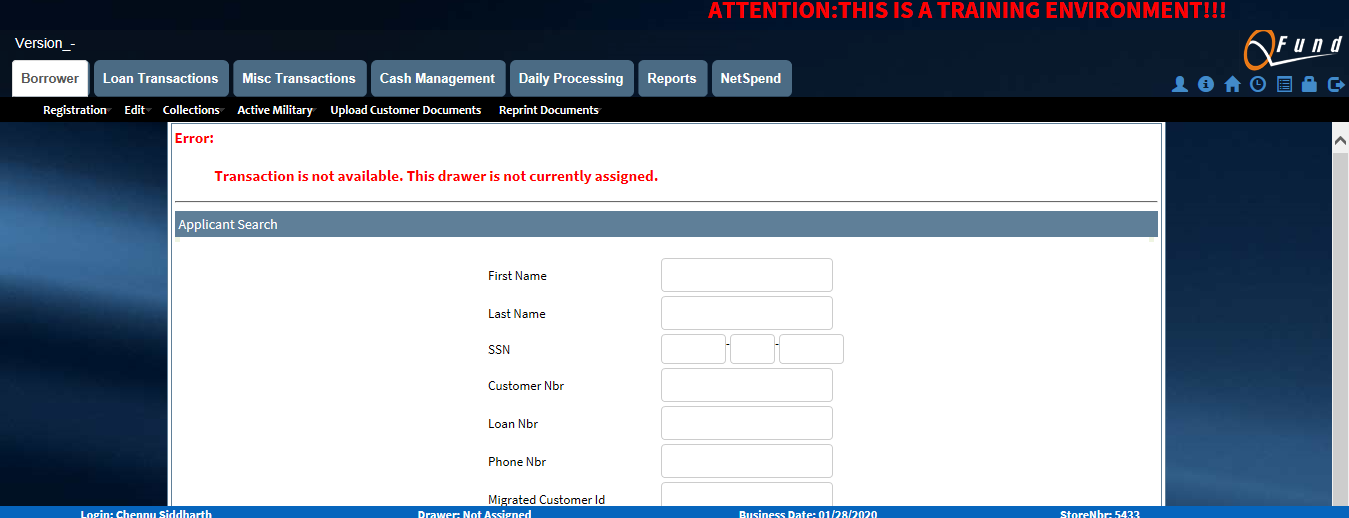 ATTENTION:THIS IS A TRAINING ENVIRONMENT!!!
Version_-
QFund
Borrower Loan Transactions Misc Transactions Cash Management Daily Processing Reports NetSpend
Registration Edit Collections Active Military Upload Customer Documents Reprint Documents
Error:
Transaction is not available. This drawer is not currently assigned.
Applicant Search
First Name
Last Name
SSN - -
Customer Nbr
Loan Nbr
Phone Nbr
Migrated Customer Id
Login: Chennu Siddharth Drawer: Not Assigned Business Date: 01/28/2020 StoreNbr: 5433